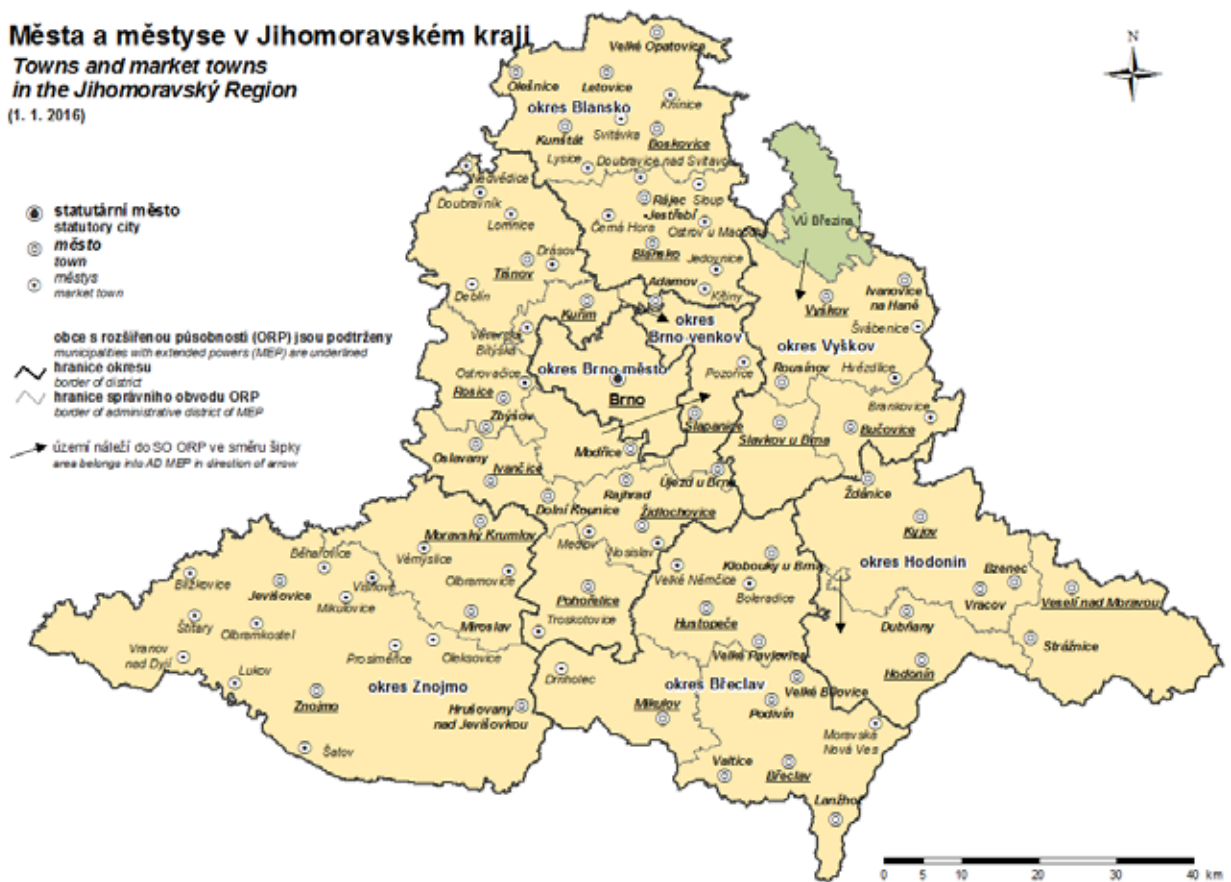 Města a městyse v Jihomoravském kraji
Towns and market towns
in the Jihomoravský Region
(1. 1. 2016)
N
statutární město
statutory city
město
town
městys
market town
obce s rozšířenou působností (ORP) jsou podtrženy
municipalities with extended powers (MEP) are underlined
hranice okresu
border of district
hranice správního obvodu ORP
border of administrative district of MEP
území náleží do SO ORP ve směru šipky
area belongs into AD MEP in direction of arrow
Velké Opatovice
Olešnice
Letovice
Knínice
okres Blansko
Svitávka
Kunštát
Boskovice
Lysice
Doubravice nad Svitavou
Nedvědice
Doubravník
Rájec-
Jestřebí
Sloup
Lomnice
Černá Hora
Ostrov u Macochy
VÚ Březina
Drásov
Blansko
Jedovnice
Tišnov
Adamov
Křtiny
Deblín
Kuřim
Vyškov
Ivanovice
na Hané
okres
Brno-venkov
Švábenice
Veverská
Bítýška
okres Vyškov
Ostrovačice
okres Brno-město
Pozořice
Rousínov
Hvězdlice
Rosice
Brno
Zbýšov
Šlapanice
Slavkov u Brna
Brankovice
Bučovice
Oslavany
Modřice
Ivančice
Rajhrad
Újezd u Brna
Ždánice
Dolní Kounice
Židlochovice
Kyjov
Moravský Krumlov
Medlov
Nosislav
Běhařovice
Vémyslice
Klobouky u Brna
okres Hodonín
Blížkovice
Višňové
Olbramovice
Velké Němčice
Bzenec
Jevišovice
Mikulovice
Pohořelice
Boleradice
Vracov
Veselí nad Moravou
Štítary
Olbramkostel
Miroslav
Troskotovice
Hustopeče
Dubňany
Strážnice
Vranov
nad Dyjí
Prosiměřice
Oleksovice
Velké Pavlovice
Lukov
okres Znojmo
Drnholec
okres Břeclav
Velké Bílovice
Hodonín
Znojmo
Hrušovany
nad Jevišovkou
Mikulov
Podivín
Moravská
Nová Ves
Šatov
Valtice
Břeclav
Lanžhot
0 5 10 20 30 40 km